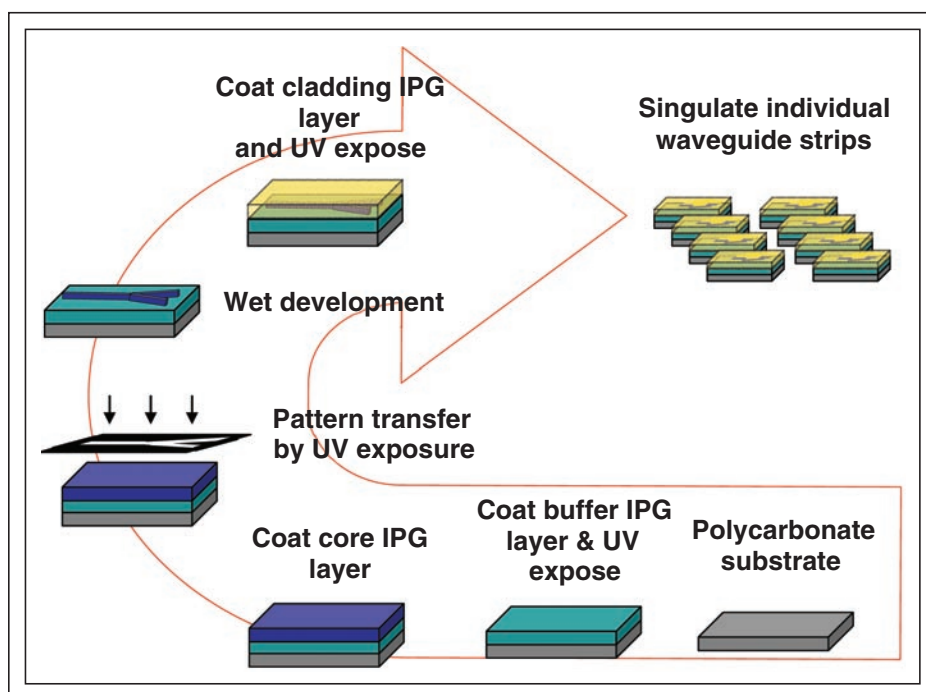 Coat cladding IPG
layer
and UV expose
Singulate individual
waveguide strips
Wet development
Pattern transfer
by UV exposure
Coat core IPG
layer
Coat buffer IPG
layer & UV
expose
Polycarbonate
substrate